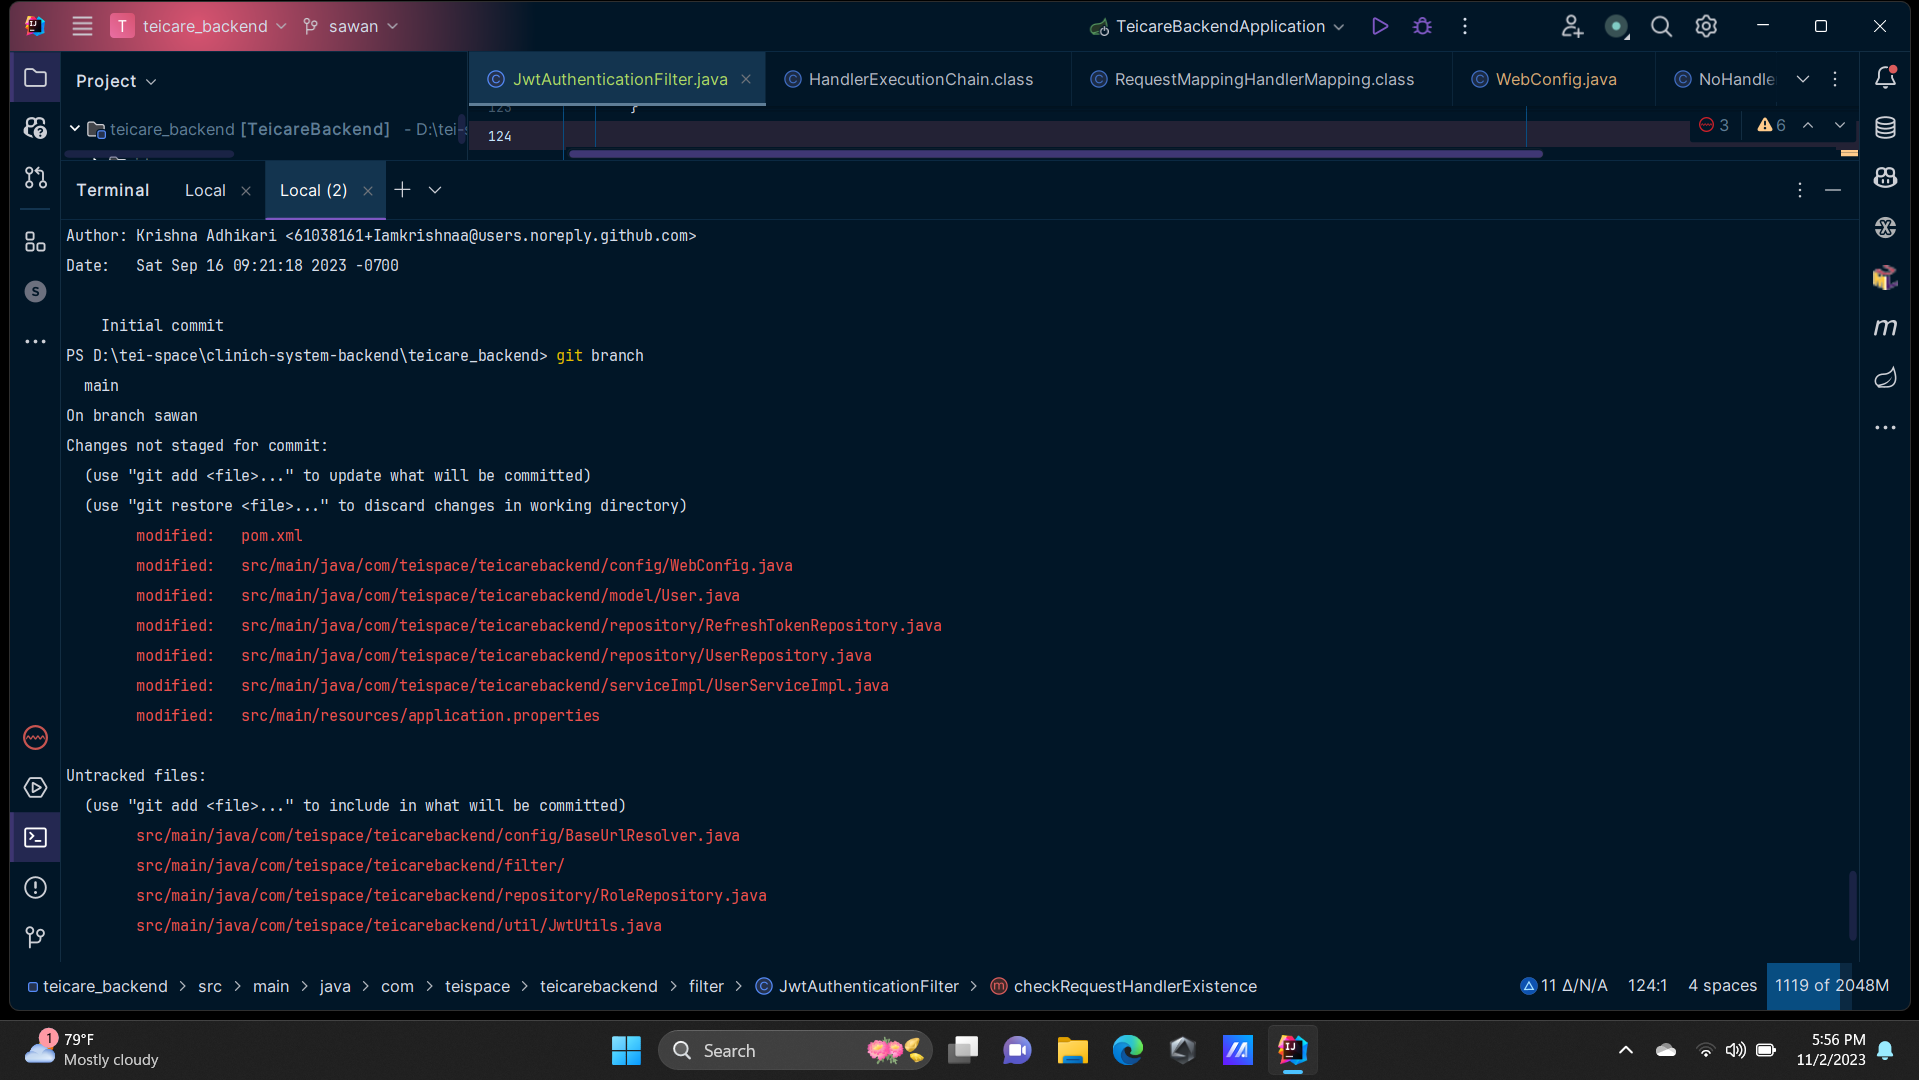 T teicare_backend sawan TeicareBackendApplication
Project
JwtAuthenticationFilter.java HandlerExecutionChain.class RequestMappingHandlerMapping.class WebConfig.java NoHandle
teicare_backend [TeicareBackend] - D:\tei-s
123 }
124
3 6
Terminal Local Local (2)
Author: Krishna Adhikari <61038161+Iamkrishnaa@users.noreply.github.com>
Date: Sat Sep 16 09:21:18 2023 -0700
Initial commit
PS D:\tei-space\clinich-system-backend\teicare_backend> git branch
main
On branch sawan
Changes not staged for commit:
(use "git add <file>..." to update what will be committed)
(use "git restore <file>..." to discard changes in working directory)
modified: pom.xml
modified: src/main/java/com/teispace/teicarebackend/config/WebConfig.java
modified: src/main/java/com/teispace/teicarebackend/model/User.java
modified: src/main/java/com/teispace/teicarebackend/repository/RefreshTokenRepository.java
modified: src/main/java/com/teispace/teicarebackend/repository/UserRepository.java
modified: src/main/java/com/teispace/teicarebackend/serviceImpl/UserServiceImpl.java
modified: src/main/resources/application.properties
Untracked files:
(use "git add <file>..." to include in what will be committed)
src/main/java/com/teispace/teicarebackend/config/BaseUrlResolver.java
src/main/java/com/teispace/teicarebackend/filter/
src/main/java/com/teispace/teicarebackend/repository/RoleRepository.java
src/main/java/com/teispace/teicarebackend/util/JwtUtils.java
teicare_backend > src > main > java > com > teispace > teicarebackend > filter > JwtAuthenticationFilter > checkRequestHandlerExistence
11 Δ/N/A 124:1 4 spaces 1119 of 2048M
1
79°F
Mostly cloudy
Search
5:56 PM
11/2/2023